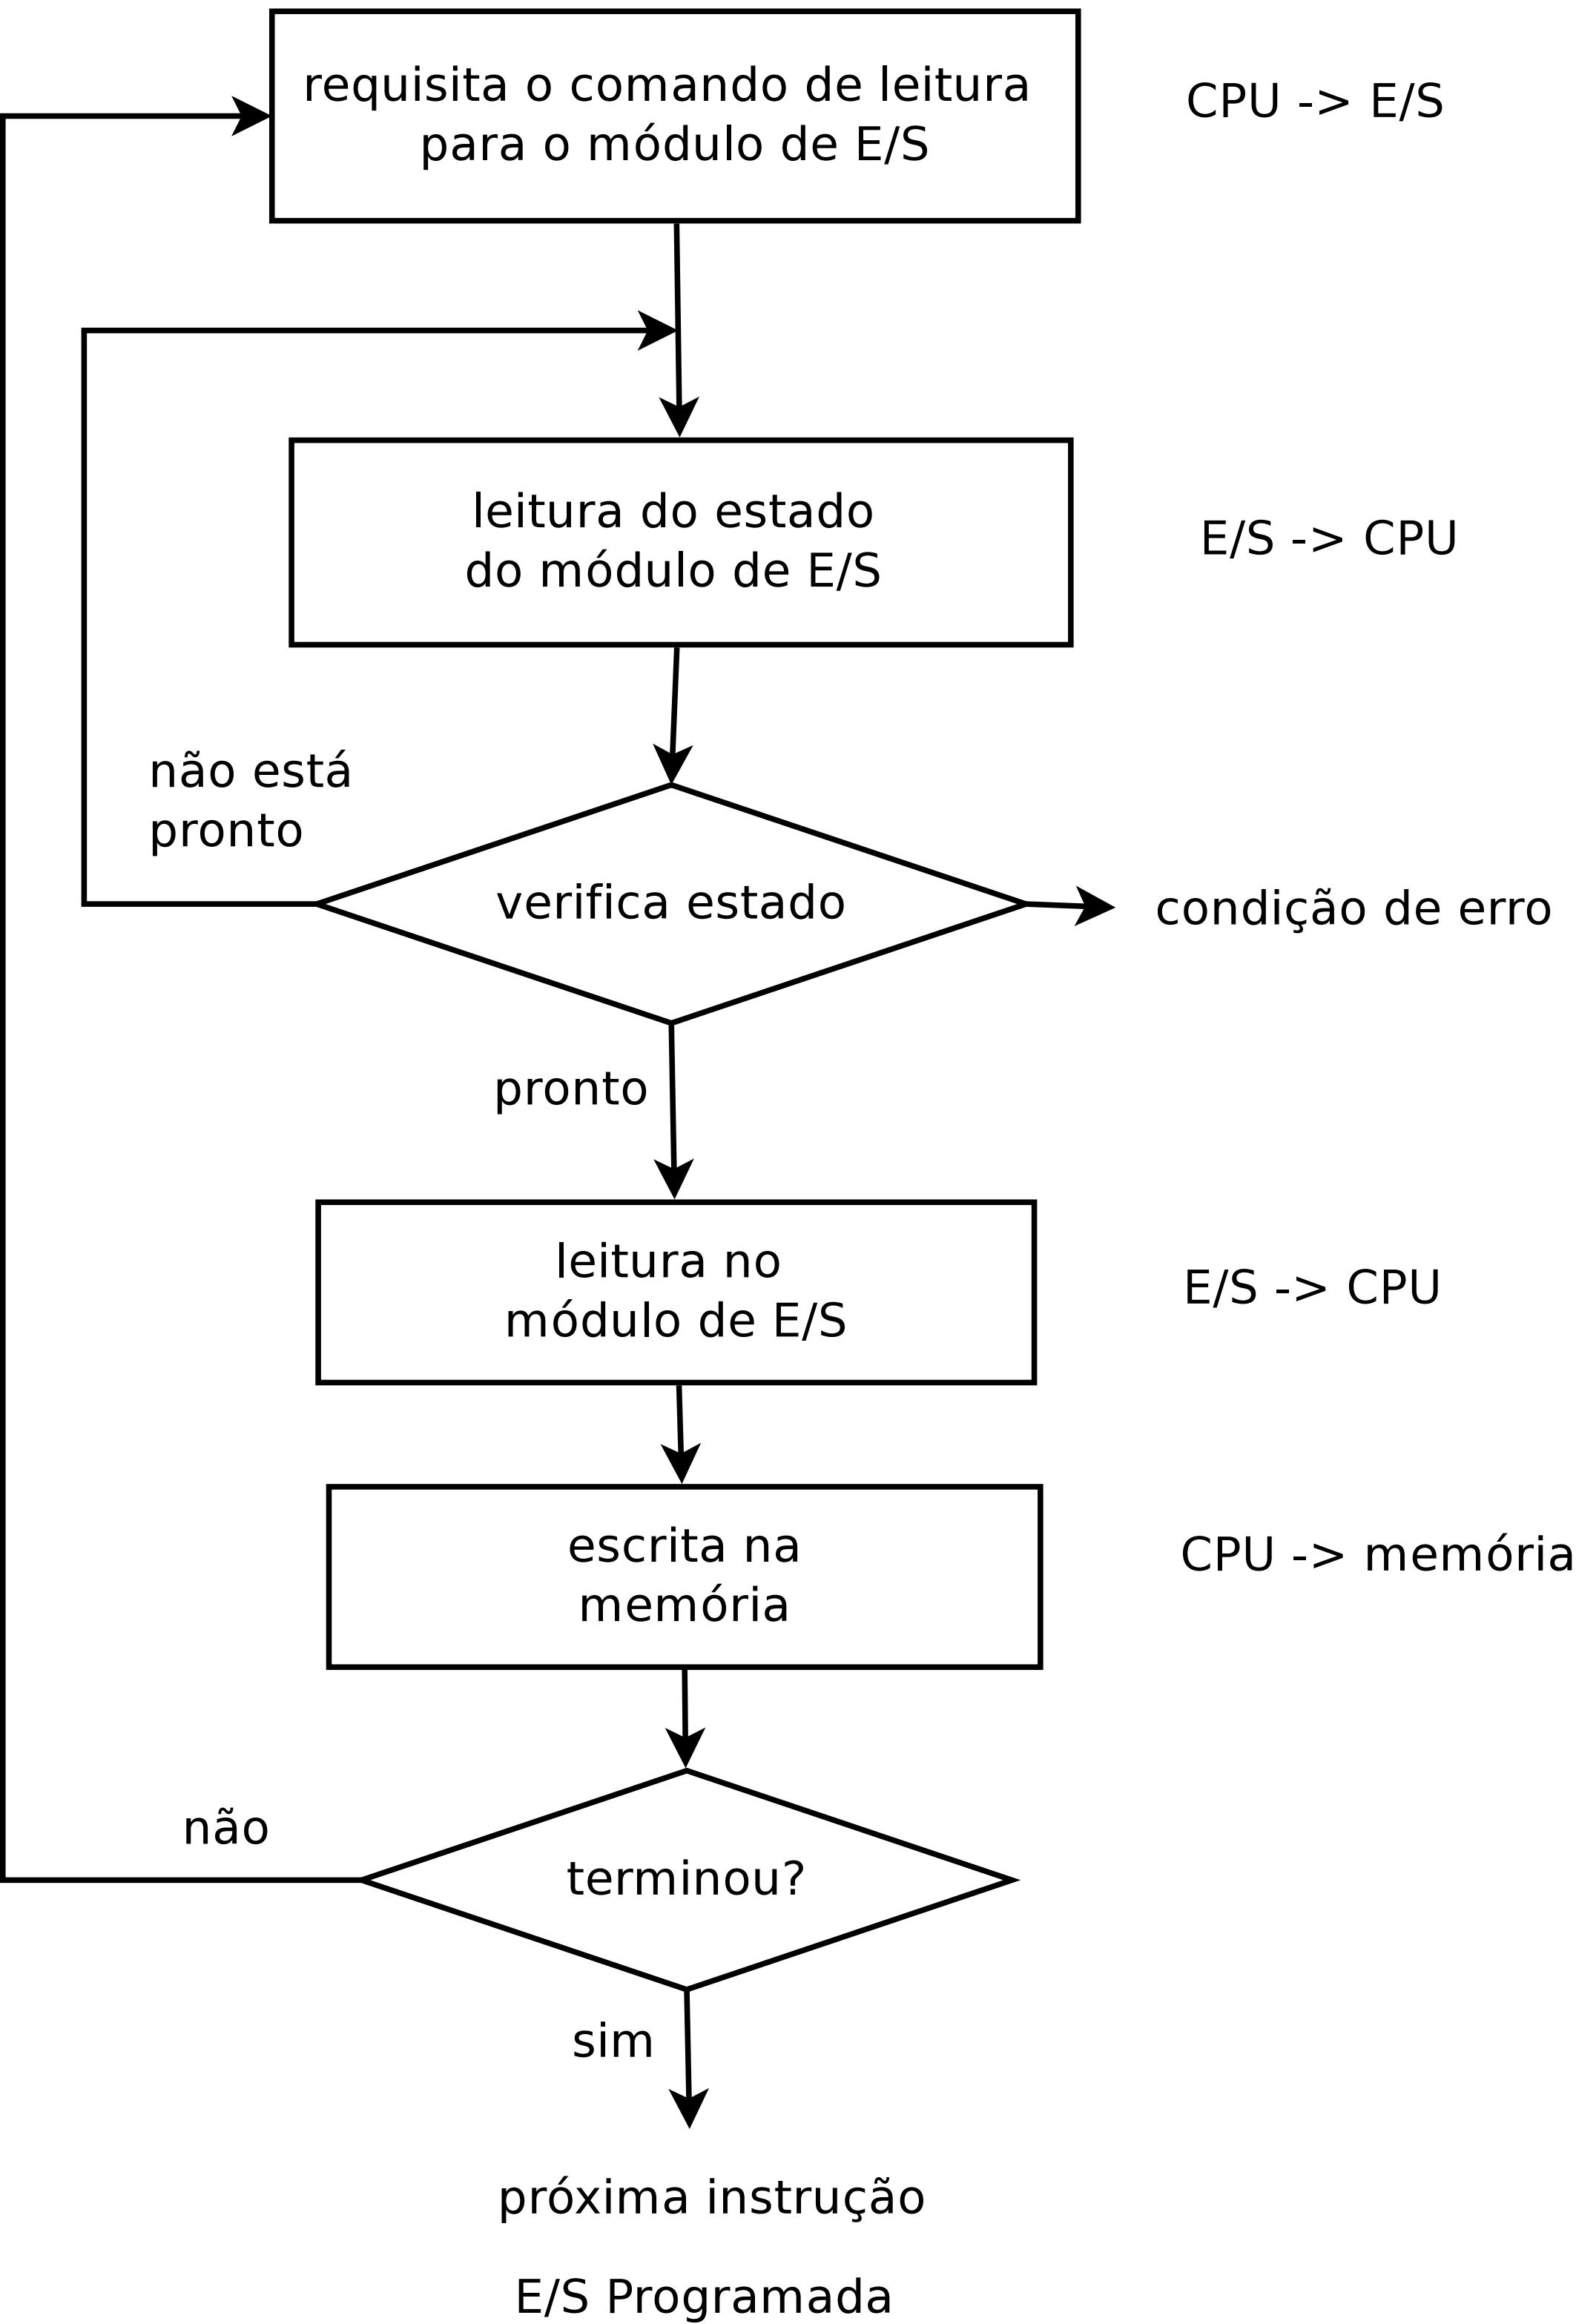 requisita o comando de leitura
para o módulo de E/S
CPU -> E/S
leitura do estado
do módulo de E/S
E/S -> CPU
não está
pronto
verifica estado
condição de erro
pronto
leitura no
módulo de E/S
E/S -> CPU
escrita na
memória
CPU -> memória
não
terminou?
sim
próxima instrução
E/S Programada